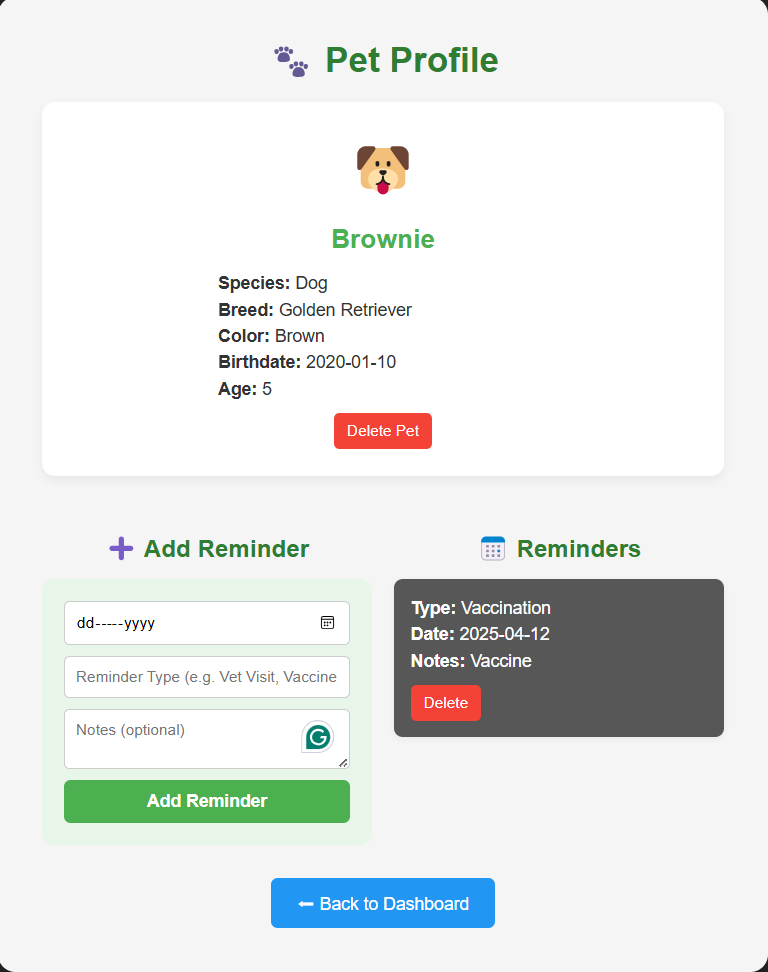 Pet Profile
Brownie
Species: Dog
Breed: Golden Retriever
Color: Brown
Birthdate: 2020-01-10
Age: 5
Delete Pet
Add Reminder
dd-----yyyy
Reminder Type (e.g. Vet Visit, Vaccine
Notes (optional)
Add Reminder
Reminders
Type: Vaccination
Date: 2025-04-12
Notes: Vaccine
Delete
Back to Dashboard